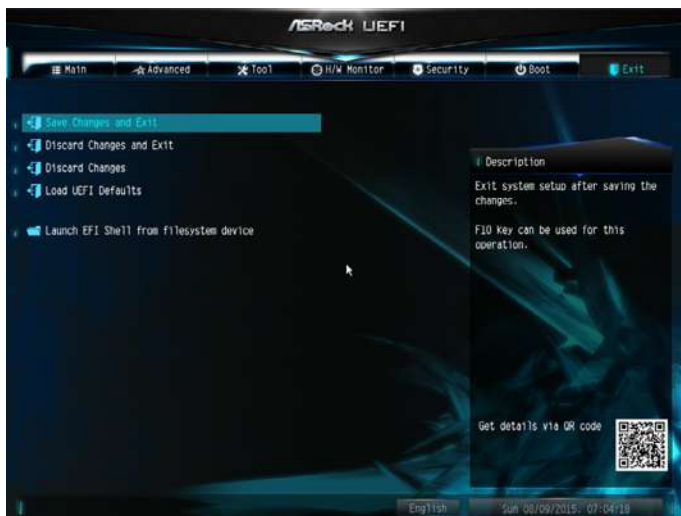 ASRock UEFI
Main Advanced Tool H/W Monitor Security Boot Exit
Save Changes and Exit
Discard Changes and Exit
Discard Changes
Load UEFI Defaults
Launch EFI Shell from filesystem device
Description
Exit system setup after saving the
changes.
F10 Key can be used for this
operation.
Get details via QR code
English
Sun 08/09/2015. 07:04:18